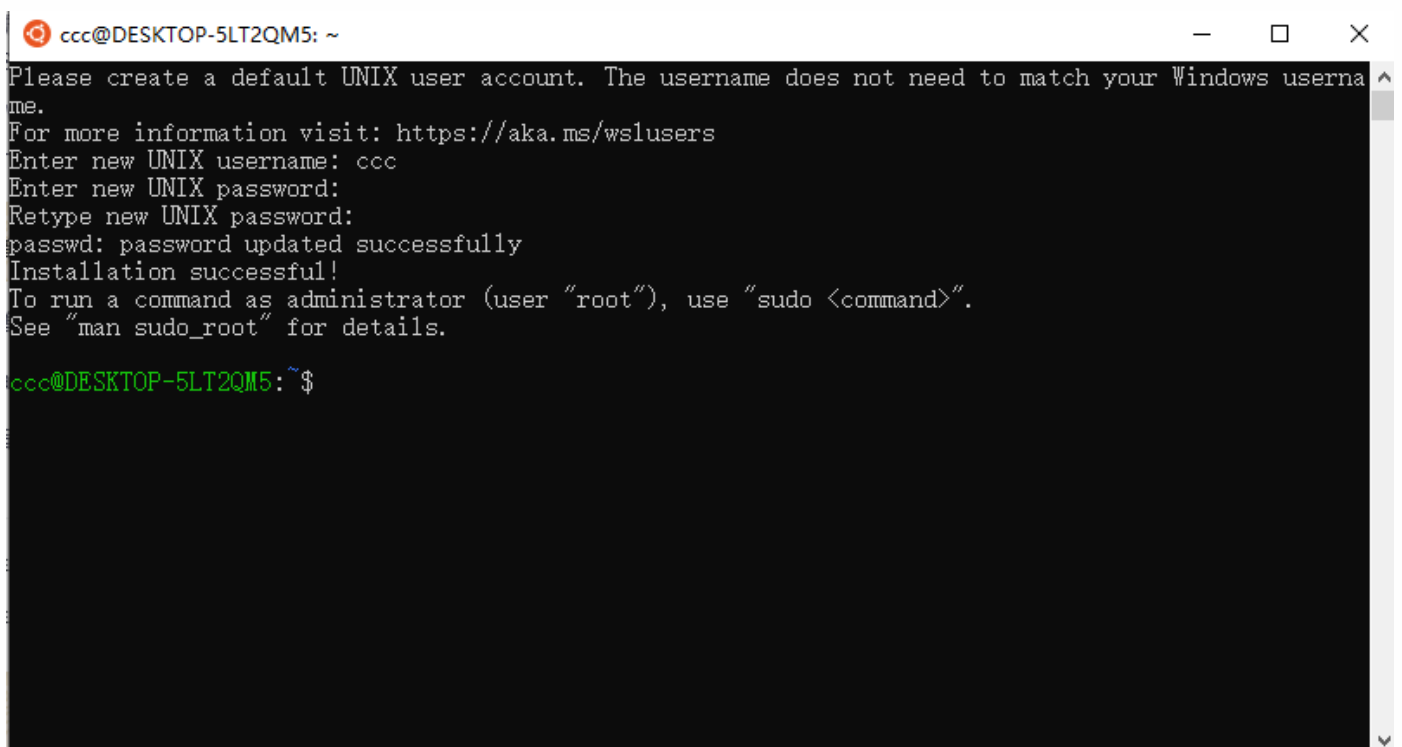 ccc@DESKTOP-5LT2QM5: ~
Please create a default UNIX user account. The username does not need to match your Windows userna
me.
For more information visit: https://aka.ms/wslusers
Enter new UNIX username: ccc
Enter new UNIX password:
Retype new UNIX password:
passwd: password updated successfully
Installation successful!
To run a command as administrator (user "root"), use "sudo <command>".
See "man sudo_root" for details.
ccc@DESKTOP-5LT2QM5:~$